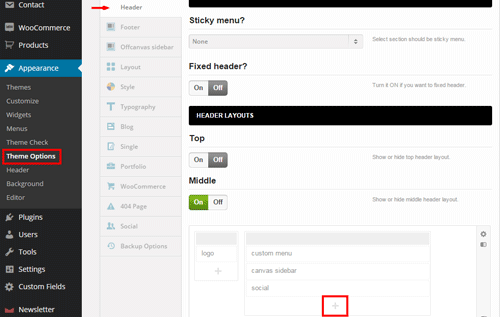 Contact
WooCommerce
Products
Appearance
Themes
Customize
Widgets
Menus
Theme Check
Theme Options
Header
Background
Editor
Plugins
Users
Tools
Settings
Custom Fields
Newsletter
Header
Footer
Offcanvas sidebar
Layout
Style
Typography
Blog
Single
Portfolio
WooCommerce
404 Page
Social
Backup Options
Sticky menu?
None
Select section should be sticky menu.
Fixed header?
On Off
Turn it ON if you want to fixed header.
HEADER LAYOUTS
Top
On Off
Show or hide top header layout.
Middle
On Off
Show or hide middle header layout.
logo
+
custom menu
canvas sidebar
social
+